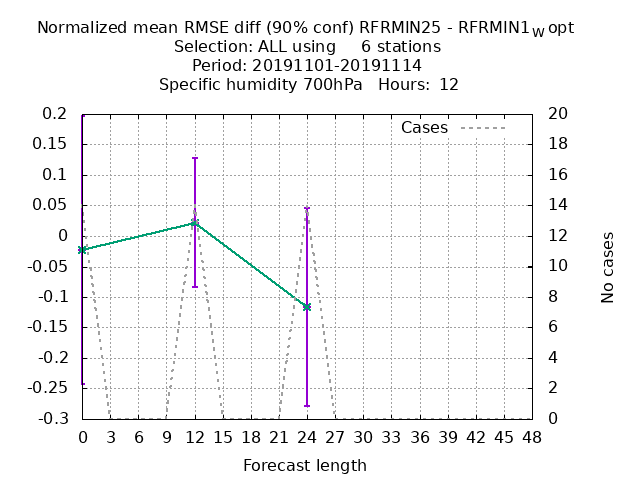 Normalized mean RMSE diff (90% conf) RFRMIN25 - RFRMIN1w opt
Selection: ALL using 6 stations
Period: 20191101-20191114
Specific humidity 700hPa Hours: 12
Cases
0.2
0.15
0.1
0.05
0
-0.05
-0.1
-0.15
-0.2
-0.25
-0.3
20
18
16
14
12
10
8
6
4
2
0
No cases
0 3 6 9 12 15 18 21 24 27 30 33 36 39 42 45 48
Forecast length